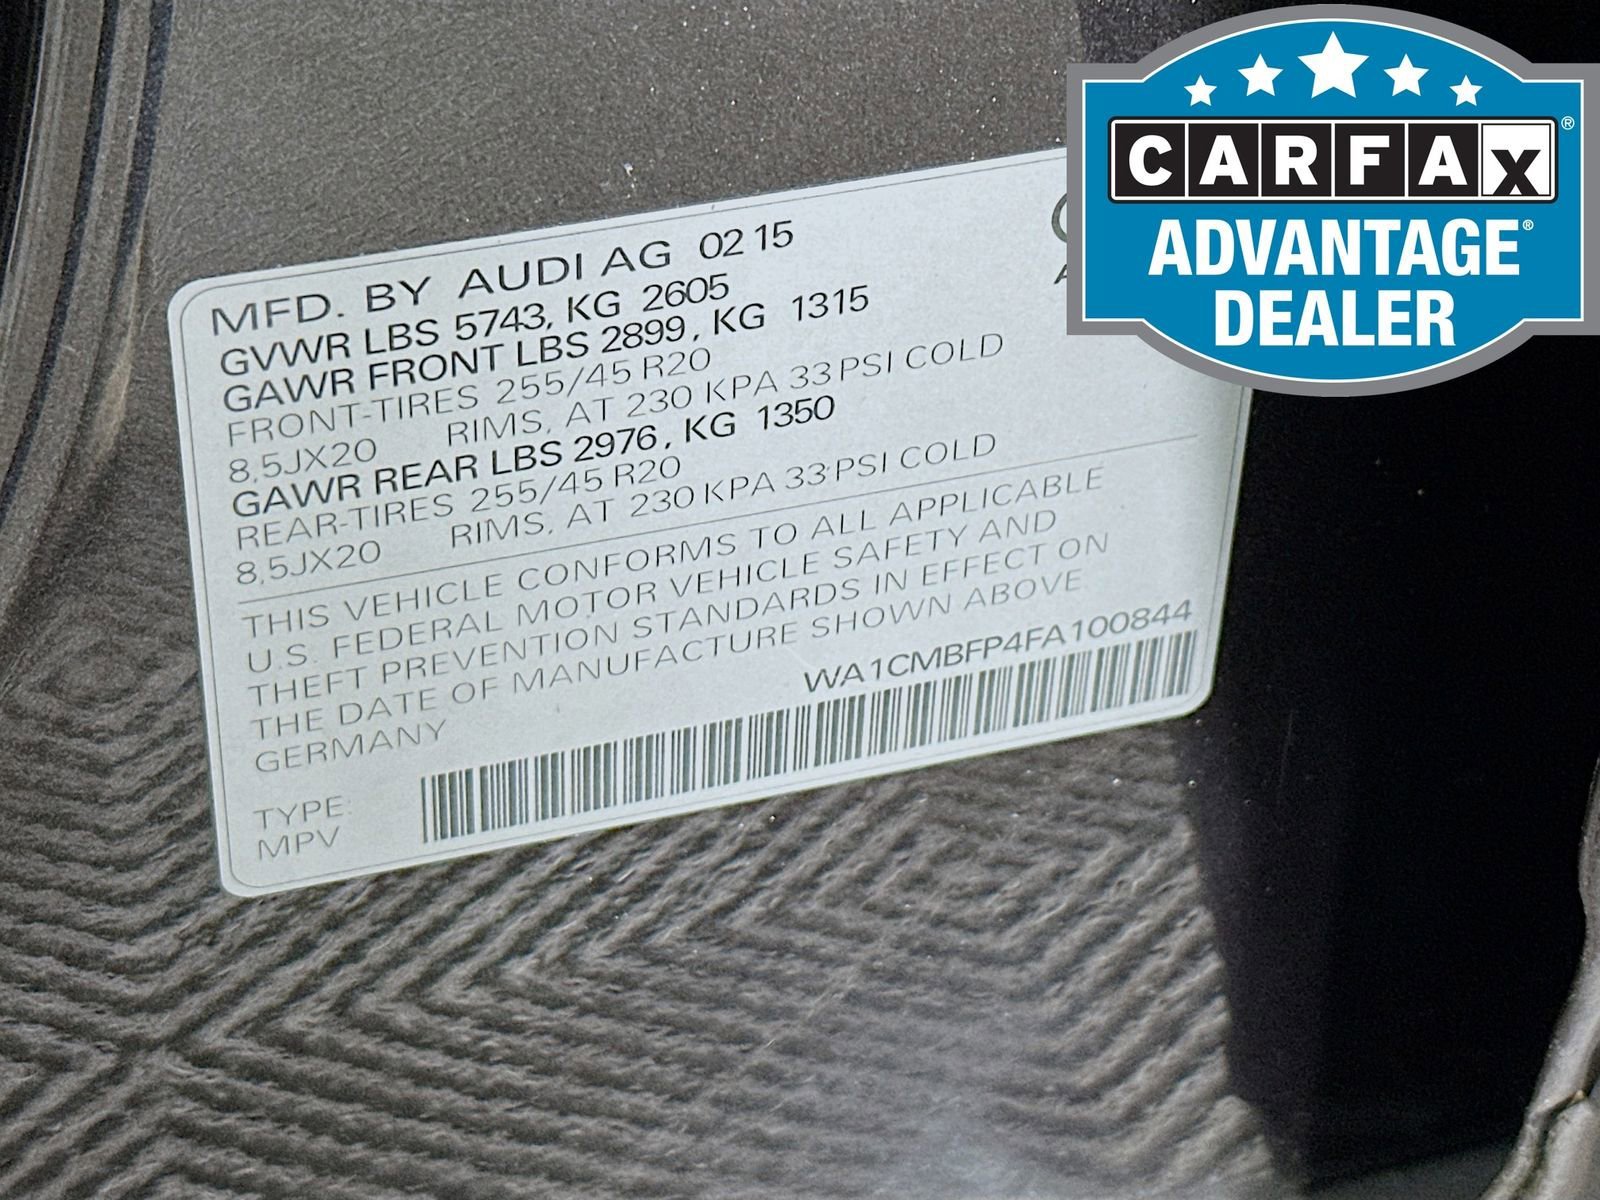 CARFAX®
ADVANTAGE®
DEALER
MFD. BY AUDI AG 02 15
GVWR LBS 5743, KG 2605
GAWR FRONT LBS 2899, KG 1315
FRONT-TIRES 255/45 R20
8,5JX20 RIMS, AT 230 KPA 33 PSI COLD
GAWR REAR LBS 2976, KG 1350
REAR-TIRES 255/45 R20
8,5JX20 RIMS, AT 230 KPA 33 PSI COLD
THIS VEHICLE CONFORMS TO ALL APPLICABLE
U.S. FEDERAL MOTOR VEHICLE SAFETY AND
THEFT PREVENTION STANDARDS IN EFFECT ON
THE DATE OF MANUFACTURE SHOWN ABOVE
GERMANY
WA1CMBFP4FA100844
TYPE:
MPV